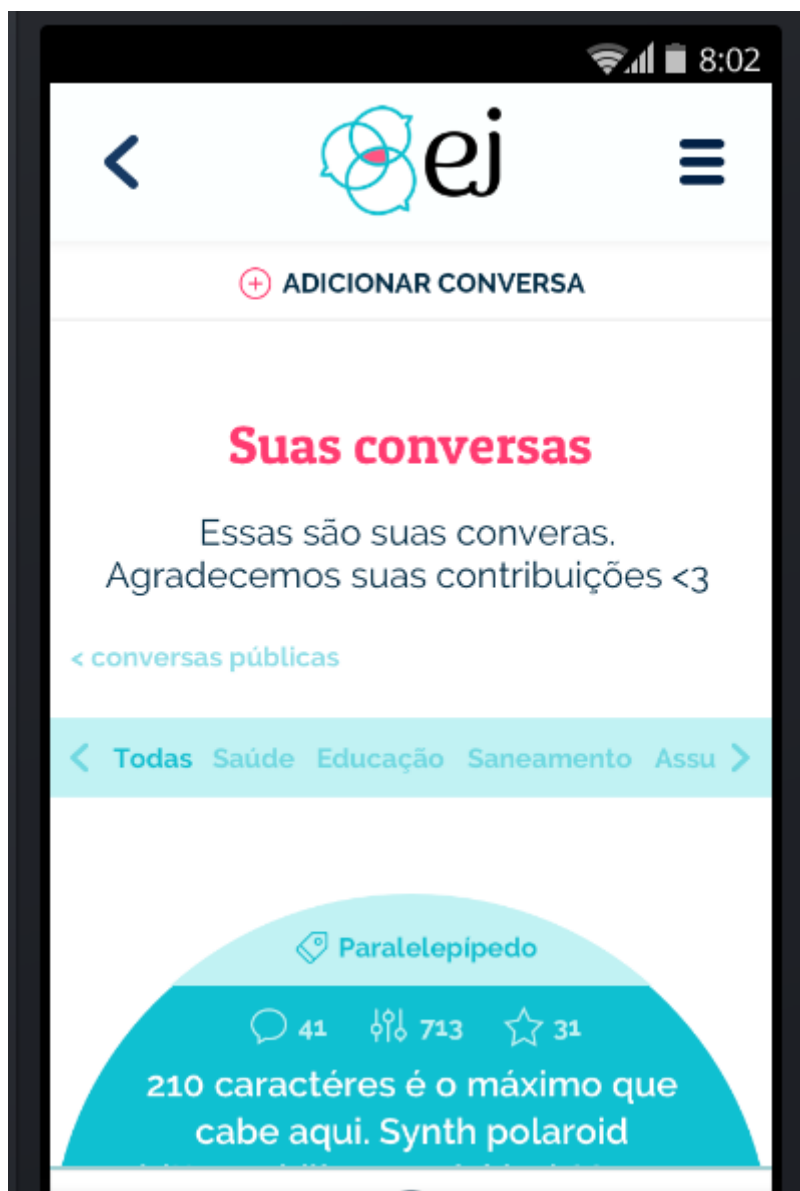 8:02
ej
ADICIONAR CONVERSA
Suas conversas
Essas são suas converas.
Agradecemos suas contribuições <3
< conversas públicas
Todas Saúde Educação Saneamento Assu
Paralelepípedo
41 713 31
210 caractéres é o máximo que
cabe aqui. Synth polaroid